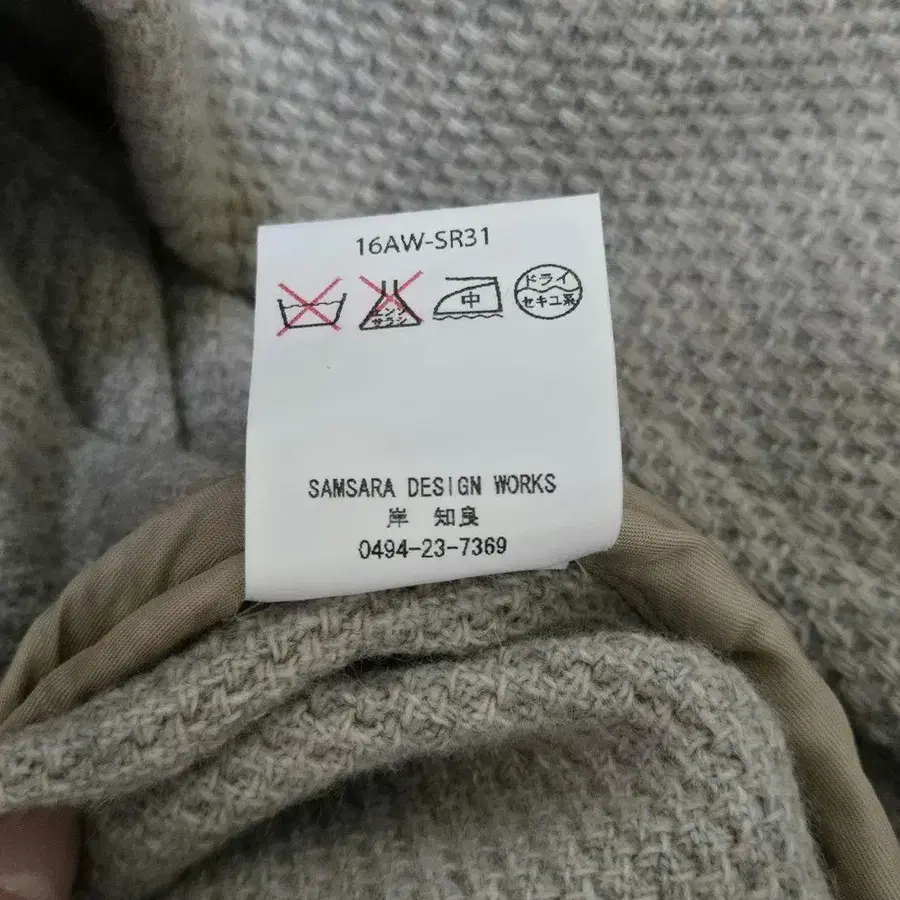 16AW-SR31
エンソ
サラシ
中
ドライ
セキユ系
SAMSARA DESIGN WORKS
岸 知良
0494-23-7369